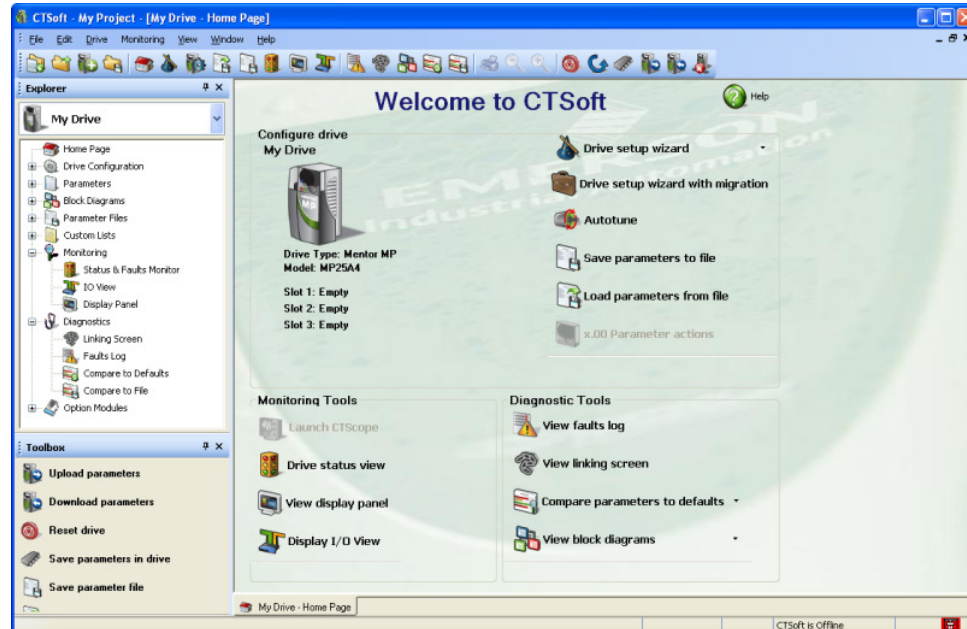 CTSoft - My Project - [My Drive - Home Page]
File Edit Drive Monitoring View Window Help
Explorer
My Drive
Home Page
Drive Configuration
Parameters
Block Diagrams
Parameter Files
Custom Lists
Monitoring
Status & Faults Monitor
IO View
Display Panel
Diagnostics
Linking Screen
Faults Log
Compare to Defaults
Compare to File
Option Modules
Toolbox
Upload parameters
Download parameters
Reset drive
Save parameters in drive
Save parameter file
Welcome to CTSoft
Help
EMERSON
Industrial Automation
Configure drive
My Drive
MP
Drive Type: Mentor MP
Model: MP25A4
Slot 1: Empty
Slot 2: Empty
Slot 3: Empty
Drive setup wizard
Drive setup wizard with migration
Autotune
Save parameters to file
Load parameters from file
x.00 Parameter actions
Monitoring Tools
Launch CTScope
Drive status view
View display panel
Display I/O View
Diagnostic Tools
View faults log
View linking screen
Compare parameters to defaults
View block diagrams
My Drive - Home Page
CTSoft is Offline